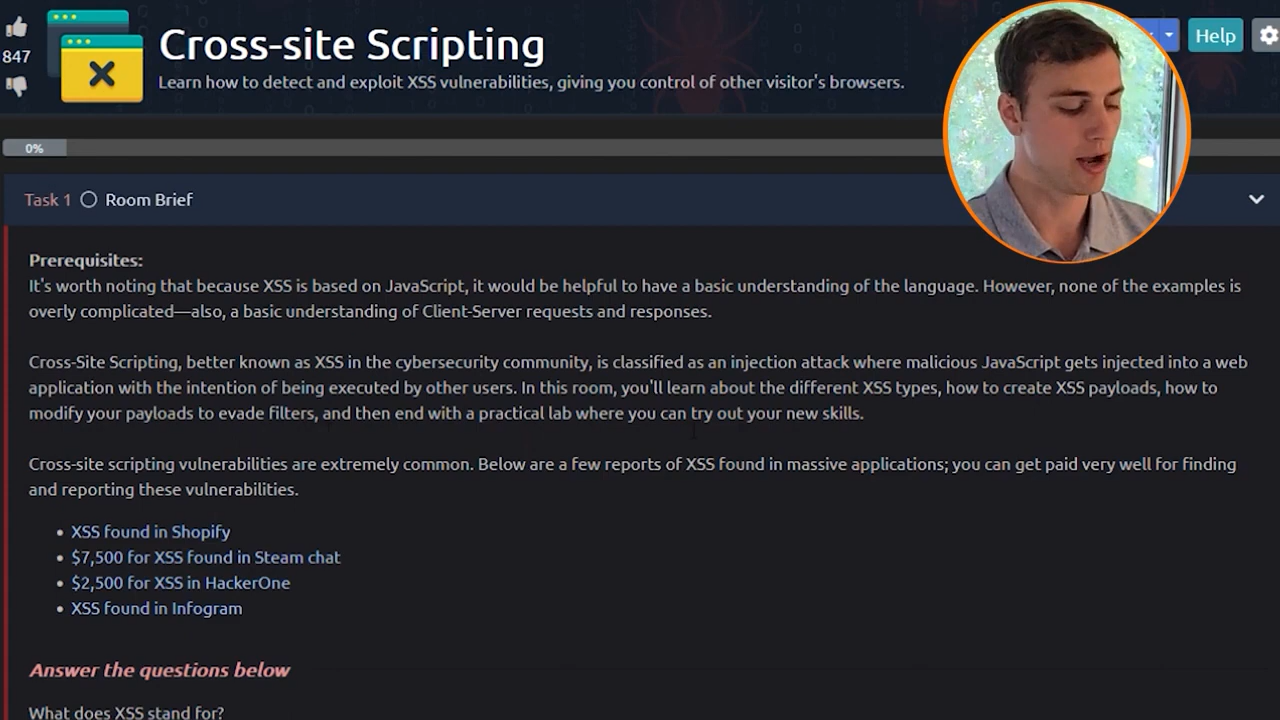 Cross-site Scripting
Help
847
Learn how to detect and exploit XSS vulnerabilities, giving you control of other visitor's browsers.
0%
Task 1 Room Brief
Prerequisites:
It's worth noting that because XSS is based on JavaScript, it would be helpful to have a basic understanding of the language. However, none of the examples is
overly complicated—also, a basic understanding of Client-Server requests and responses.
Cross-Site Scripting, better known as XSS in the cybersecurity community, is classified as an injection attack where malicious JavaScript gets injected into a web
application with the intention of being executed by other users. In this room, you'll learn about the different XSS types, how to create XSS payloads, how to
modify your payloads to evade filters, and then end with a practical lab where you can try out your new skills.
Cross-site scripting vulnerabilities are extremely common. Below are a few reports of XSS found in massive applications; you can get paid very well for finding
and reporting these vulnerabilities.
• XSS found in Shopify
• $7,500 for XSS found in Steam chat
• $2,500 for XSS in HackerOne
• XSS found in Infogram
Answer the questions below
What does XSS stand for?